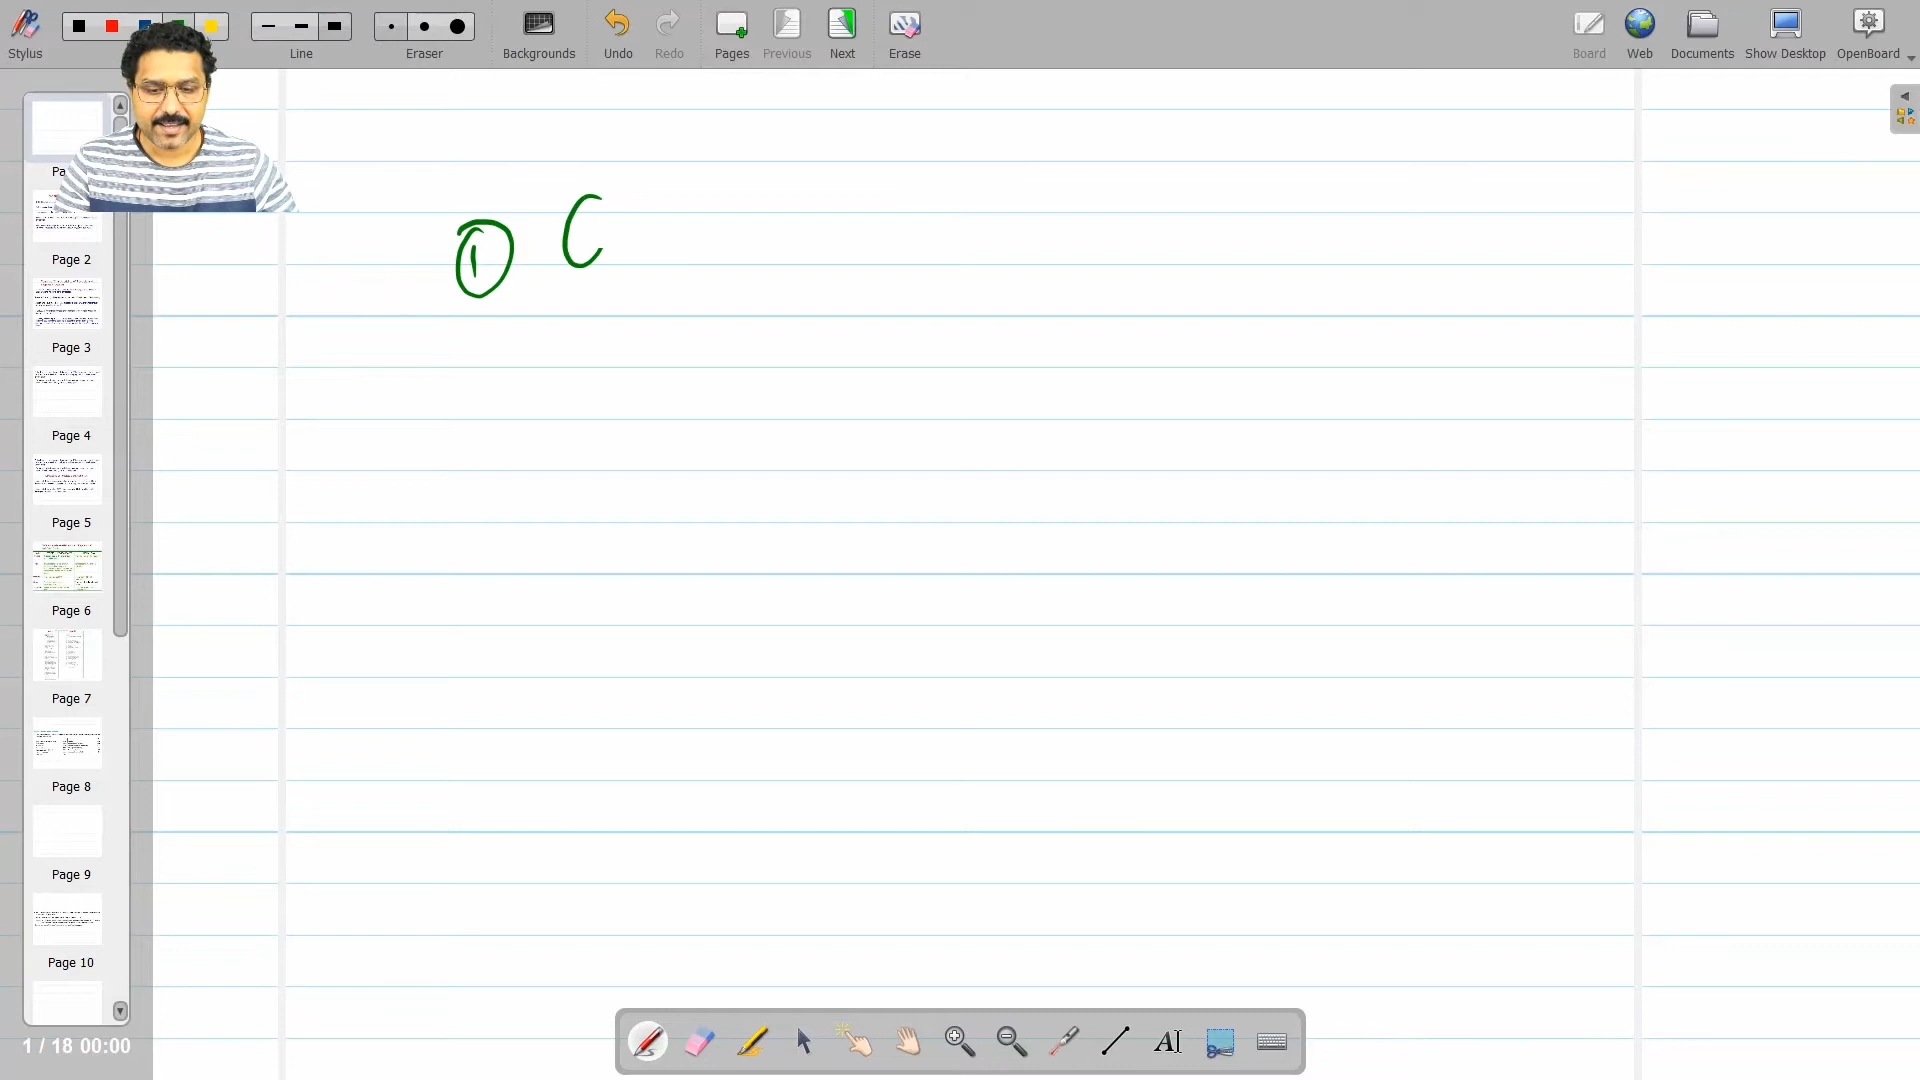 Stylus
Line
Eraser
Backgrounds
Undo
Redo
Pages
Previous
Next
Erase
Board
Web
Documents
Show Desktop
OpenBoard
① C
Pa
Page 2
Page 3
Page 4
Page 5
Page 6
Page 7
Page 8
Page 9
Page 10
1 / 18 00:00